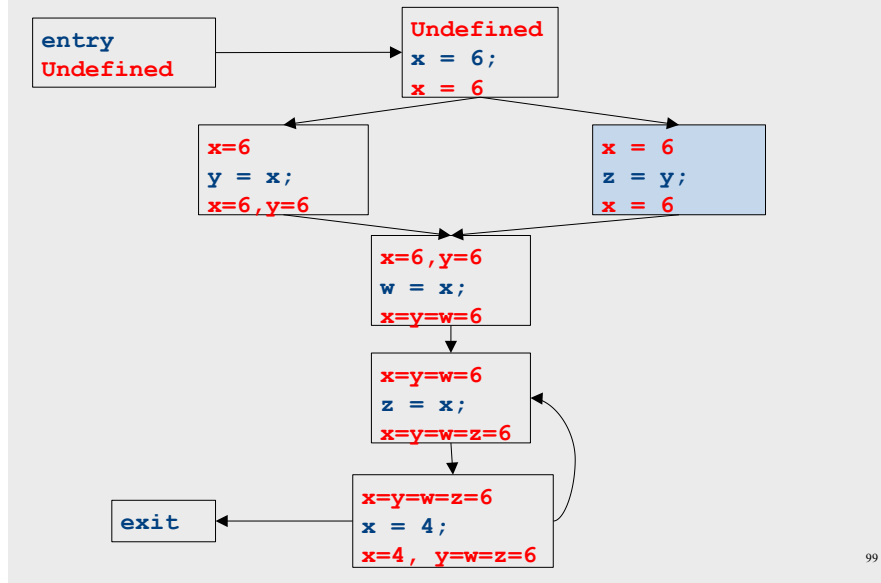 entry
Undefined
Undefined
x = 6;
x = 6
x=6
y = x;
x=6,y=6
x = 6
z = y;
x = 6
x=6,y=6
w = x;
x=y=w=6
x=y=w=6
z = x;
x=y=w=z=6
x=y=w=z=6
x = 4;
x=4, y=w=z=6
exit
99